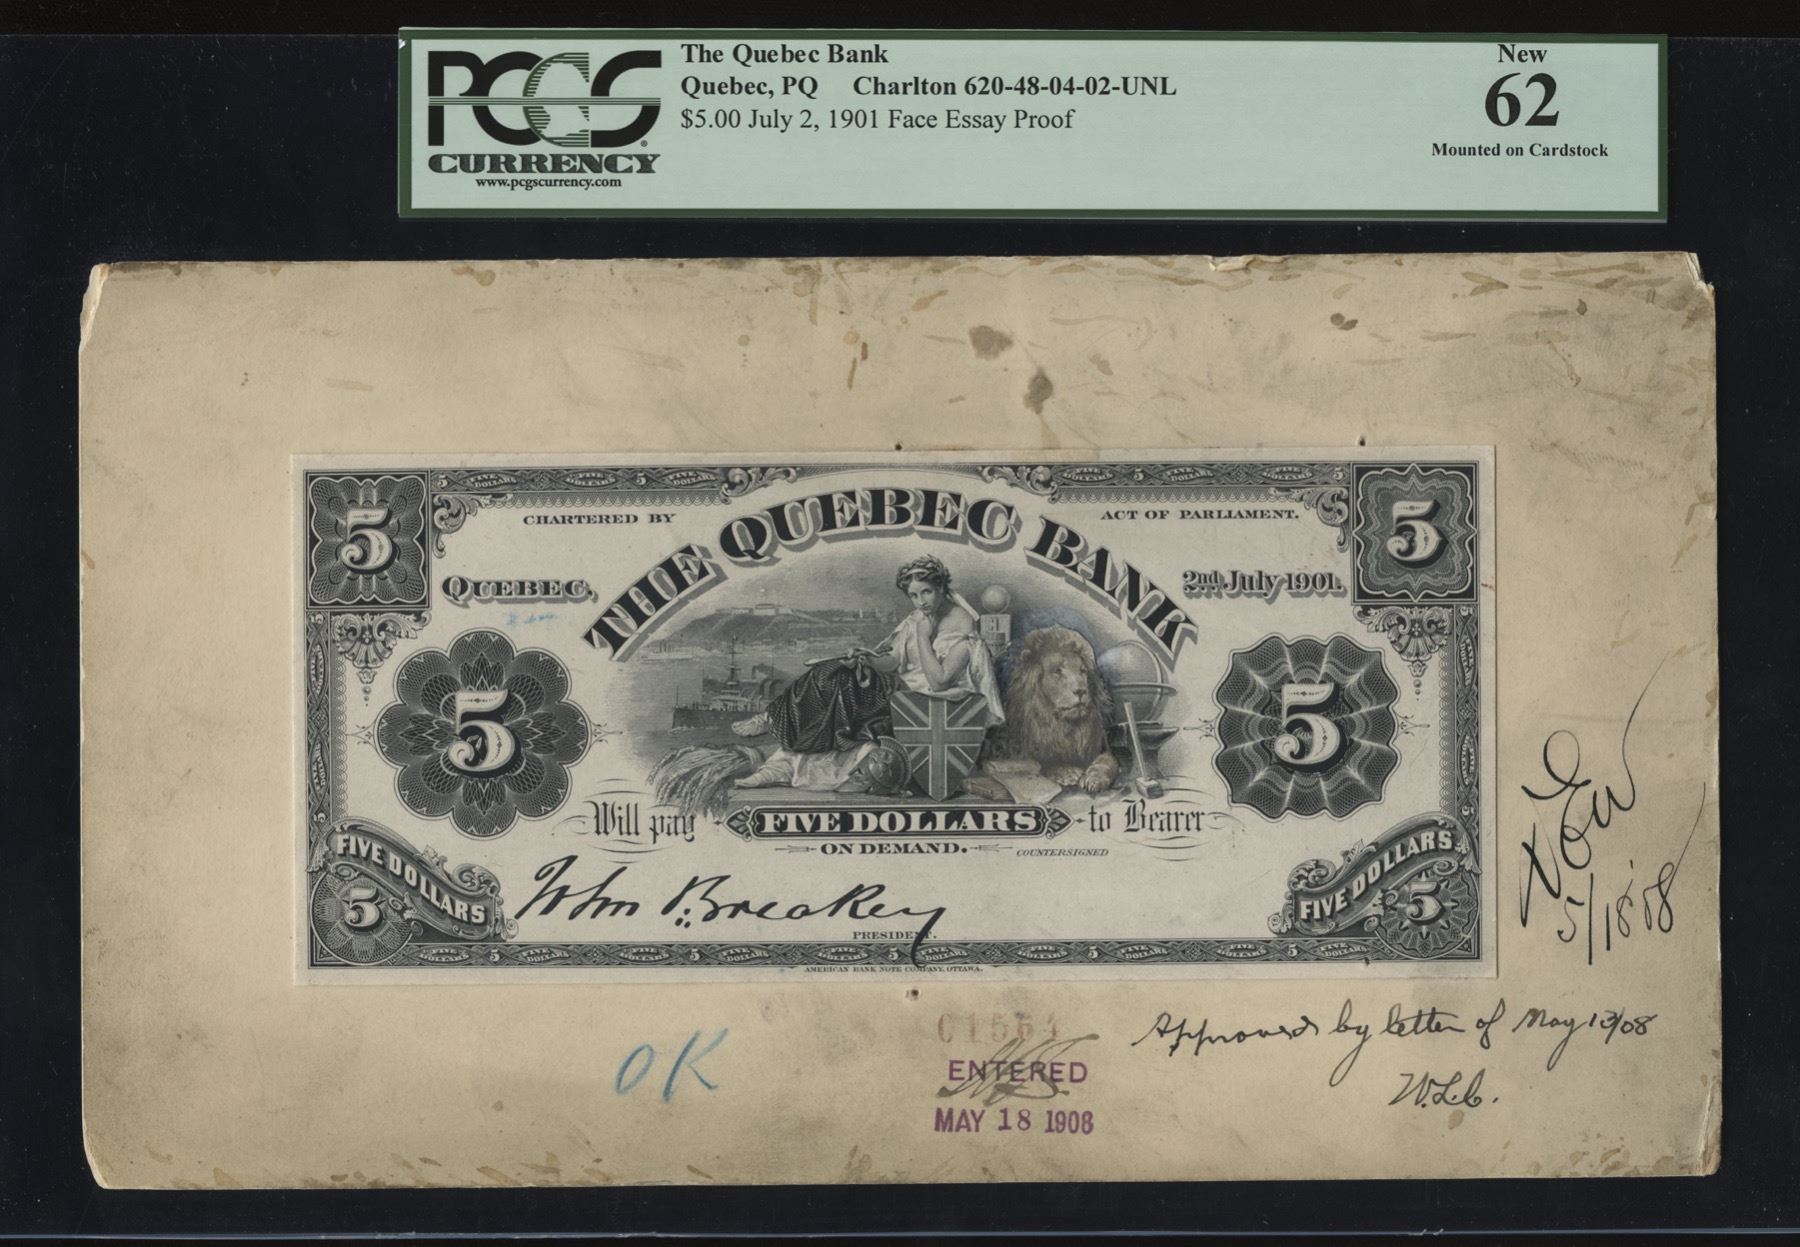 PCGS
CURRENCY
www.pcgscurrency.com
The Quebec Bank
Quebec, PQ Charlton 620-48-04-02-UNL
$5.00 July 2, 1901 Face Essay Proof
New
62
Mounted on Cardstock
5
5
CHARTERED BY
ACT OF PARLIAMENT.
THE QUEBEC BANK
QUEBEC,
2nd July 1901.
5
5
Will pay FIVE DOLLARS to Bearer
ON DEMAND.
COUNTERSIGNED
FIVE DOLLARS
5
FIVE DOLLARS
5
John Breakey
PRESIDENT.
AMERICAN BANK NOTE COMPANY, OTTAWA.
5/18 08
Approved by letter of May 13/08
W.L.C.
OK
01564
ENTERED
MAY 18 1908